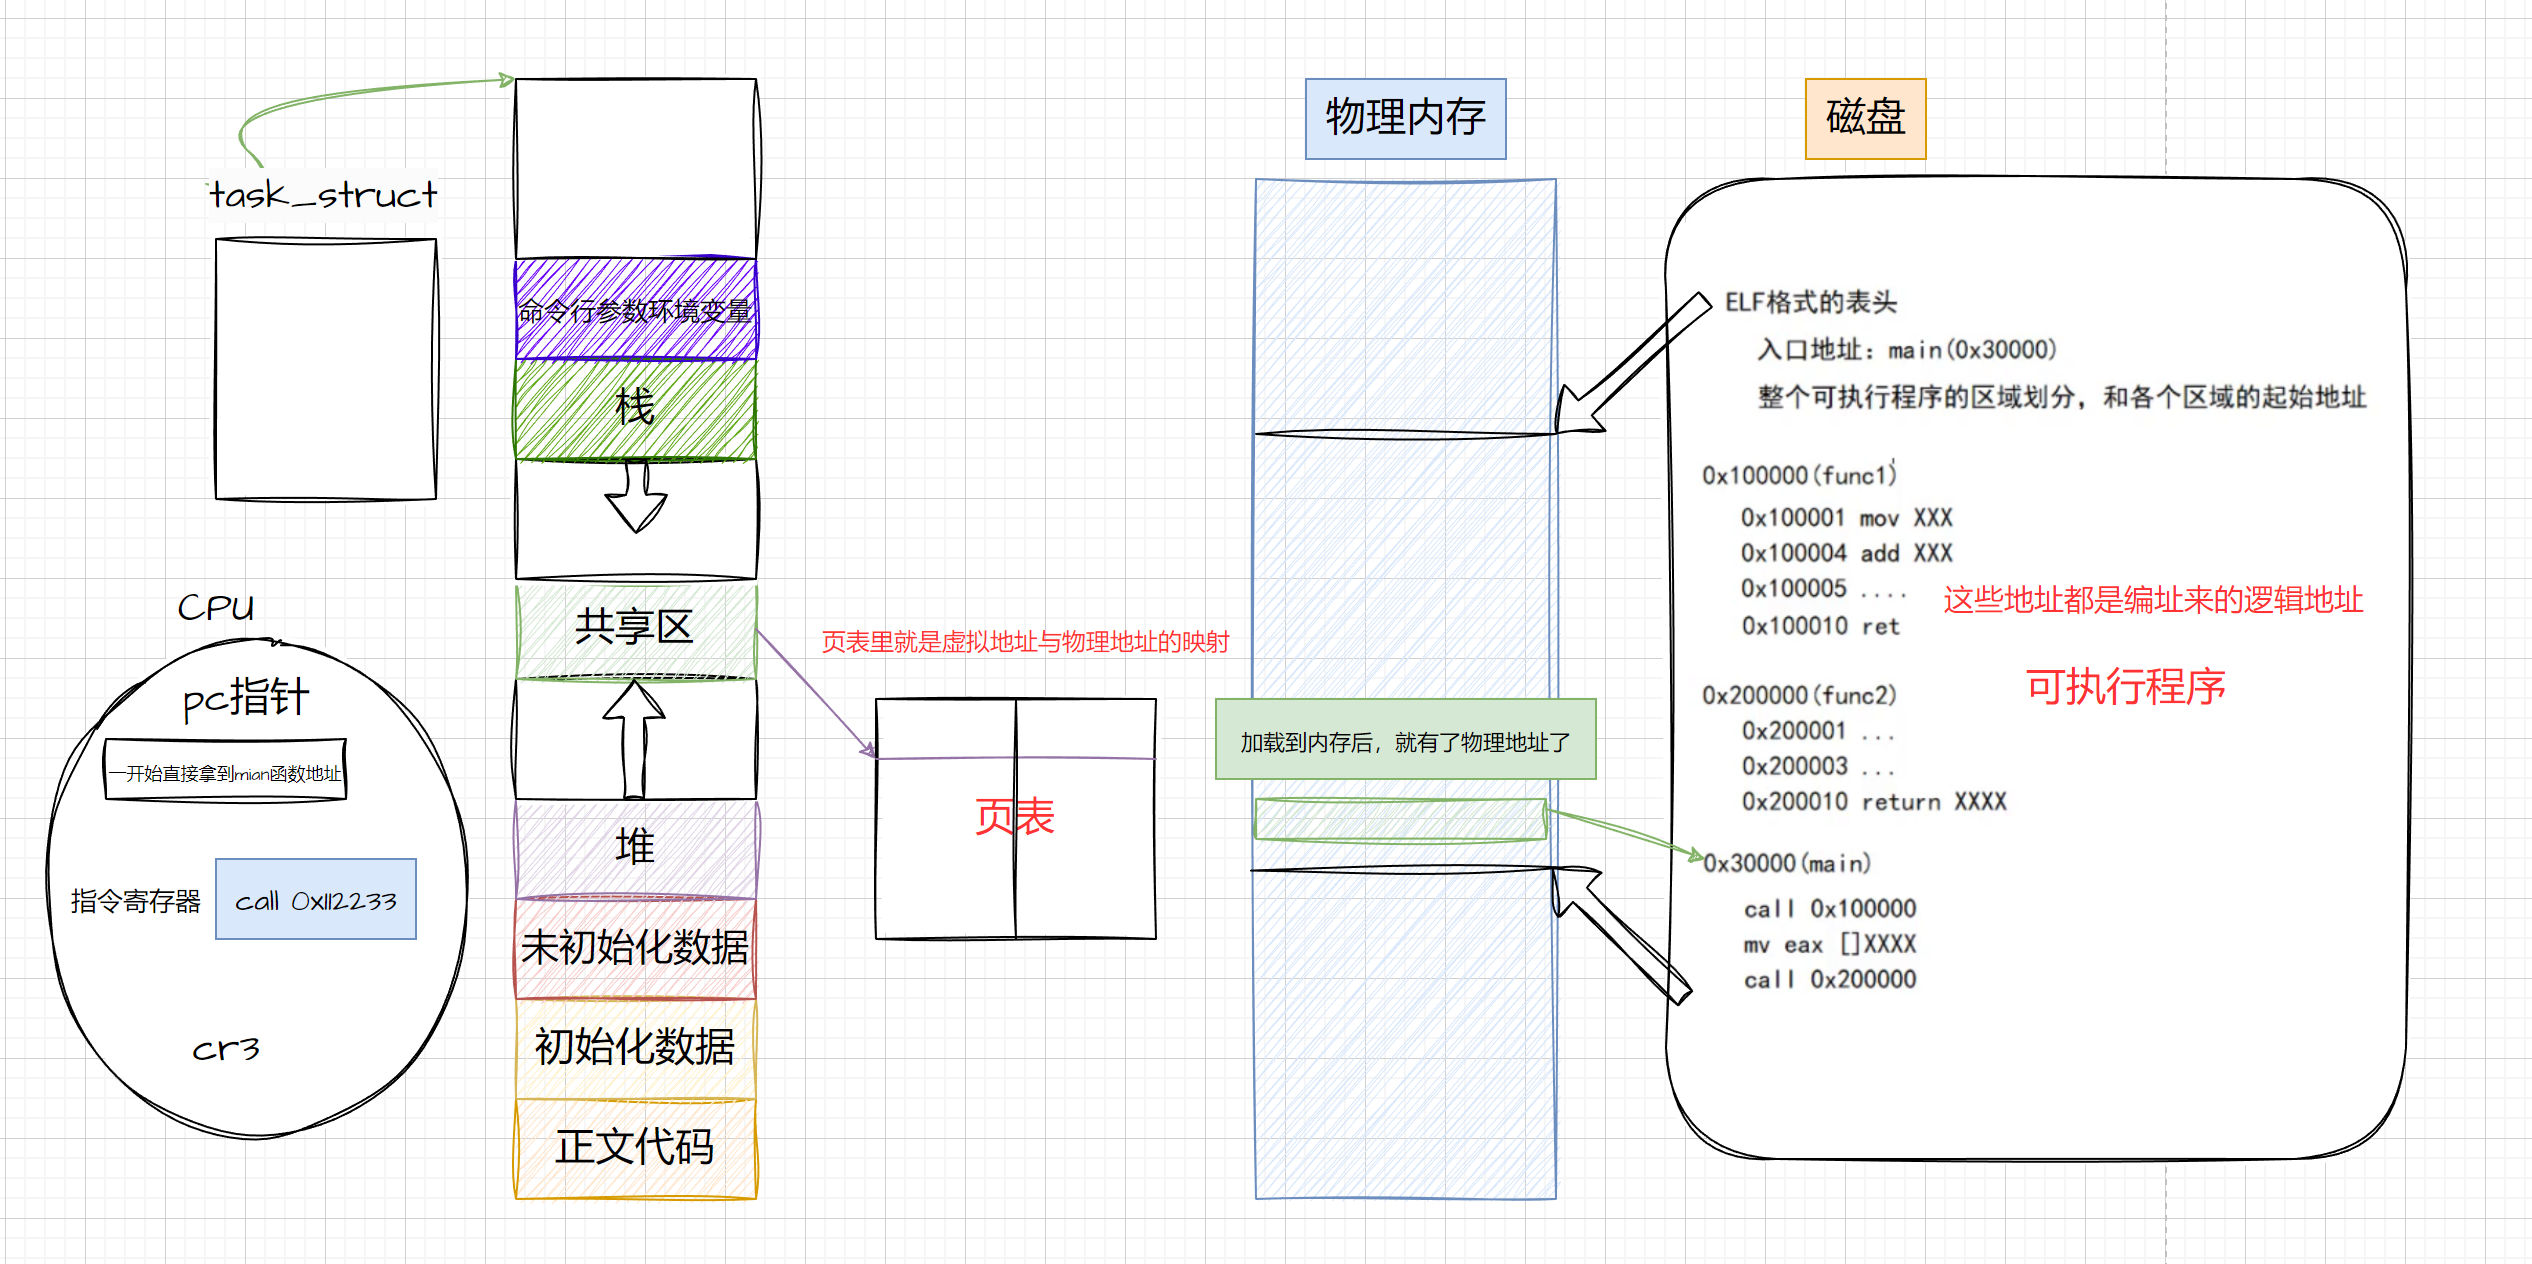 task_struct
命令行参数环境变量
栈
共享区
堆
未初始化数据
初始化数据
正文代码
CPU
pc指针
一开始直接拿到mian函数地址
指令寄存器
call 0x112233
cr3
页表里就是虚拟地址与物理地址的映射
页表
物理内存
加载到内存后，就有了物理地址了
磁盘
ELF格式的表头
入口地址：main(0x30000)
整个可执行程序的区域划分，和各个区域的起始地址
0x100000(func1)
0x100001 mov XXX
0x100004 add XXX
0x100005 ....
0x100010 ret
这些地址都是编址来的逻辑地址
可执行程序
0x200000(func2)
0x200001 ...
0x200003 ...
0x200010 return XXXX
0x30000(main)
call 0x100000
mv eax []XXXX
call 0x200000